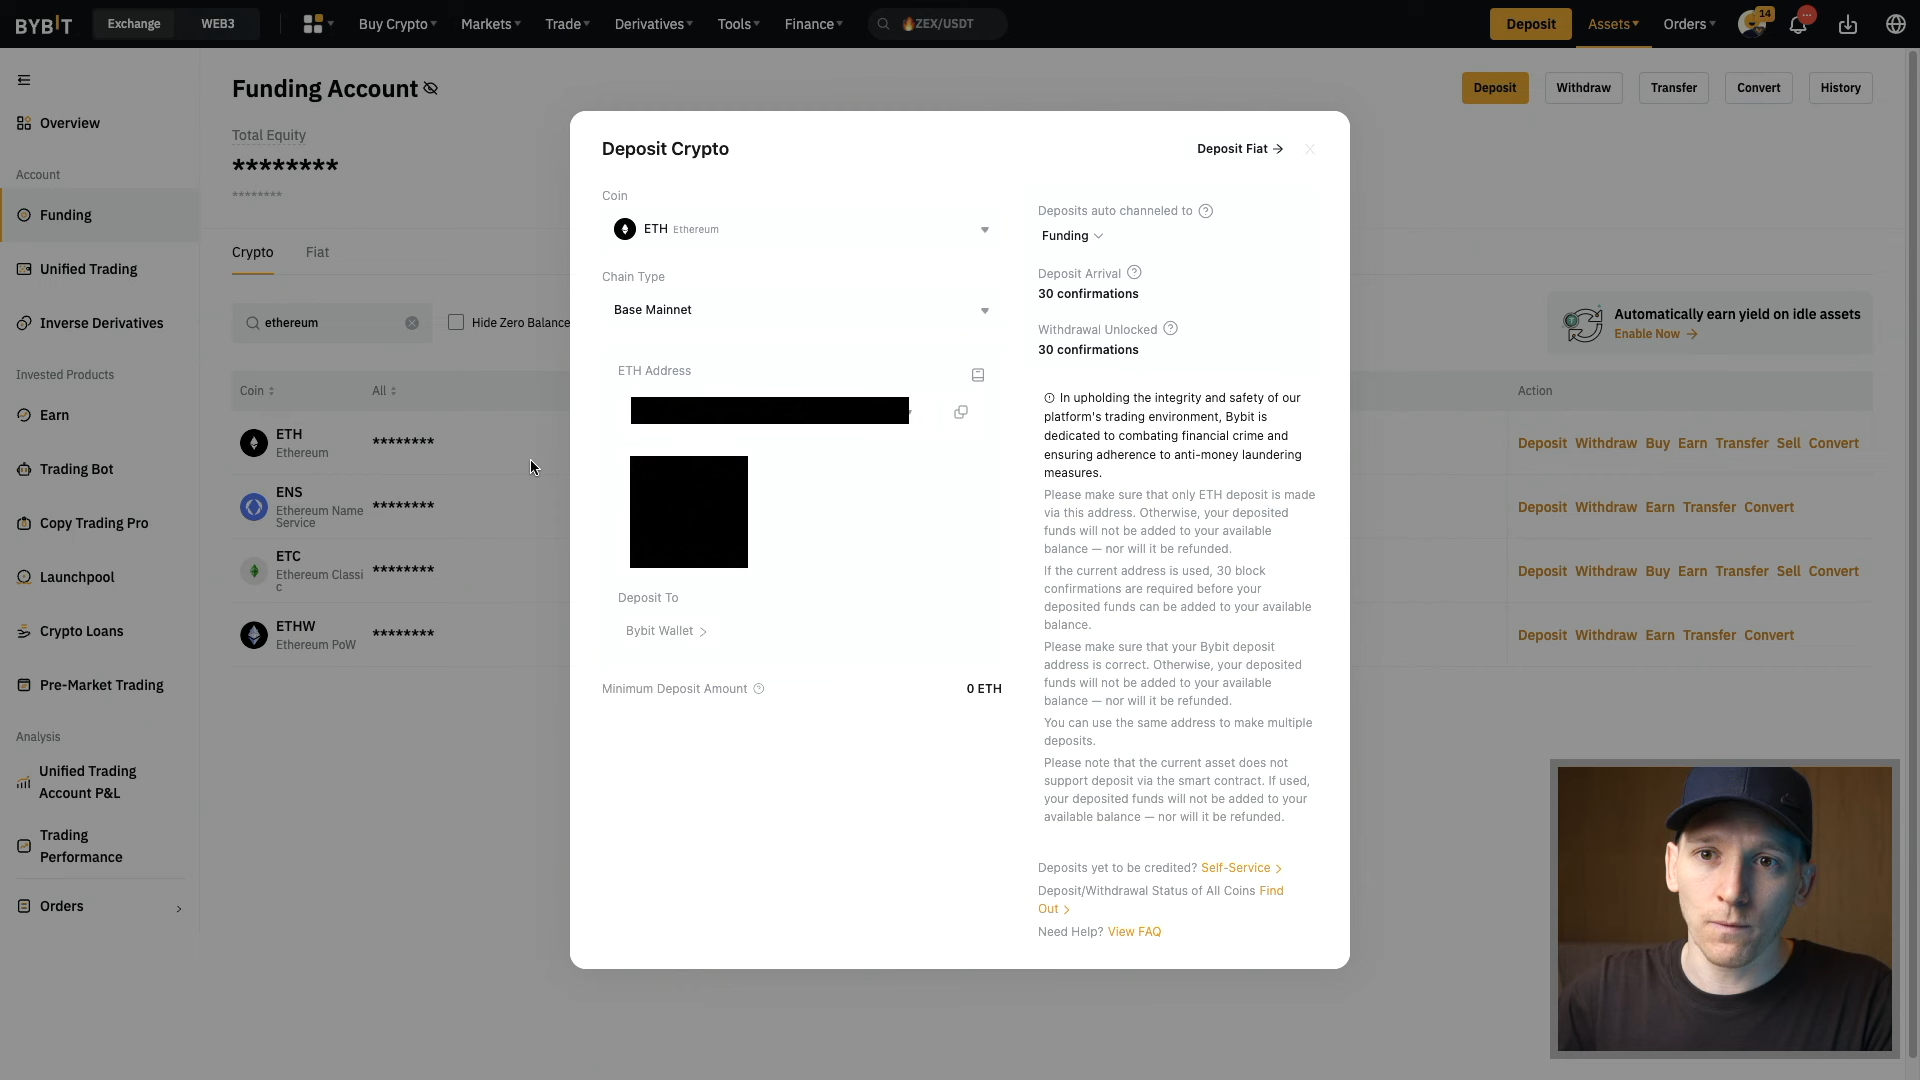 BYBIT
Exchange
WEB3
Buy Crypto
Markets
Trade
Derivatives
Tools
Finance
ZEX/USDT
Deposit
Assets
Orders
14
...
Overview
Account
Funding
Unified Trading
Inverse Derivatives
Invested Products
Earn
Trading Bot
Copy Trading Pro
Launchpool
Crypto Loans
Pre-Market Trading
Analysis
Unified Trading
Account P&L
Trading
Performance
Orders
Funding Account
Deposit
Withdraw
Transfer
Convert
History
Total Equity
********
********
Crypto
Fiat
ethereum
Hide Zero Balance
Automatically earn yield on idle assets
Enable Now →
Coin
All
Action
ETH
Ethereum
********
Deposit Withdraw Buy Earn Transfer Sell Convert
ENS
Ethereum Name
Service
********
Deposit Withdraw Earn Transfer Convert
ETC
Ethereum Classi
c
********
Deposit Withdraw Buy Earn Transfer Sell Convert
ETHW
Ethereum PoW
********
Deposit Withdraw Earn Transfer Convert
Deposit Crypto
Deposit Fiat →
Coin
ETH Ethereum
Chain Type
Base Mainnet
ETH Address
Deposit To
Bybit Wallet >
Minimum Deposit Amount
0 ETH
Deposits auto channeled to
Funding
Deposit Arrival
30 confirmations
Withdrawal Unlocked
30 confirmations
In upholding the integrity and safety of our
platform's trading environment, Bybit is
dedicated to combating financial crime and
ensuring adherence to anti-money laundering
measures.
Please make sure that only ETH deposit is made
via this address. Otherwise, your deposited
funds will not be added to your available
balance — nor will it be refunded.
If the current address is used, 30 block
confirmations are required before your
deposited funds can be added to your available
balance.
Please make sure that your Bybit deposit
address is correct. Otherwise, your deposited
funds will not be added to your available
balance — nor will it be refunded.
You can use the same address to make multiple
deposits.
Please note that the current asset does not
support deposit via the smart contract. If used,
your deposited funds will not be added to your
available balance — nor will it be refunded.
Deposits yet to be credited? Self-Service >
Deposit/Withdrawal Status of All Coins Find
Out >
Need Help? View FAQ